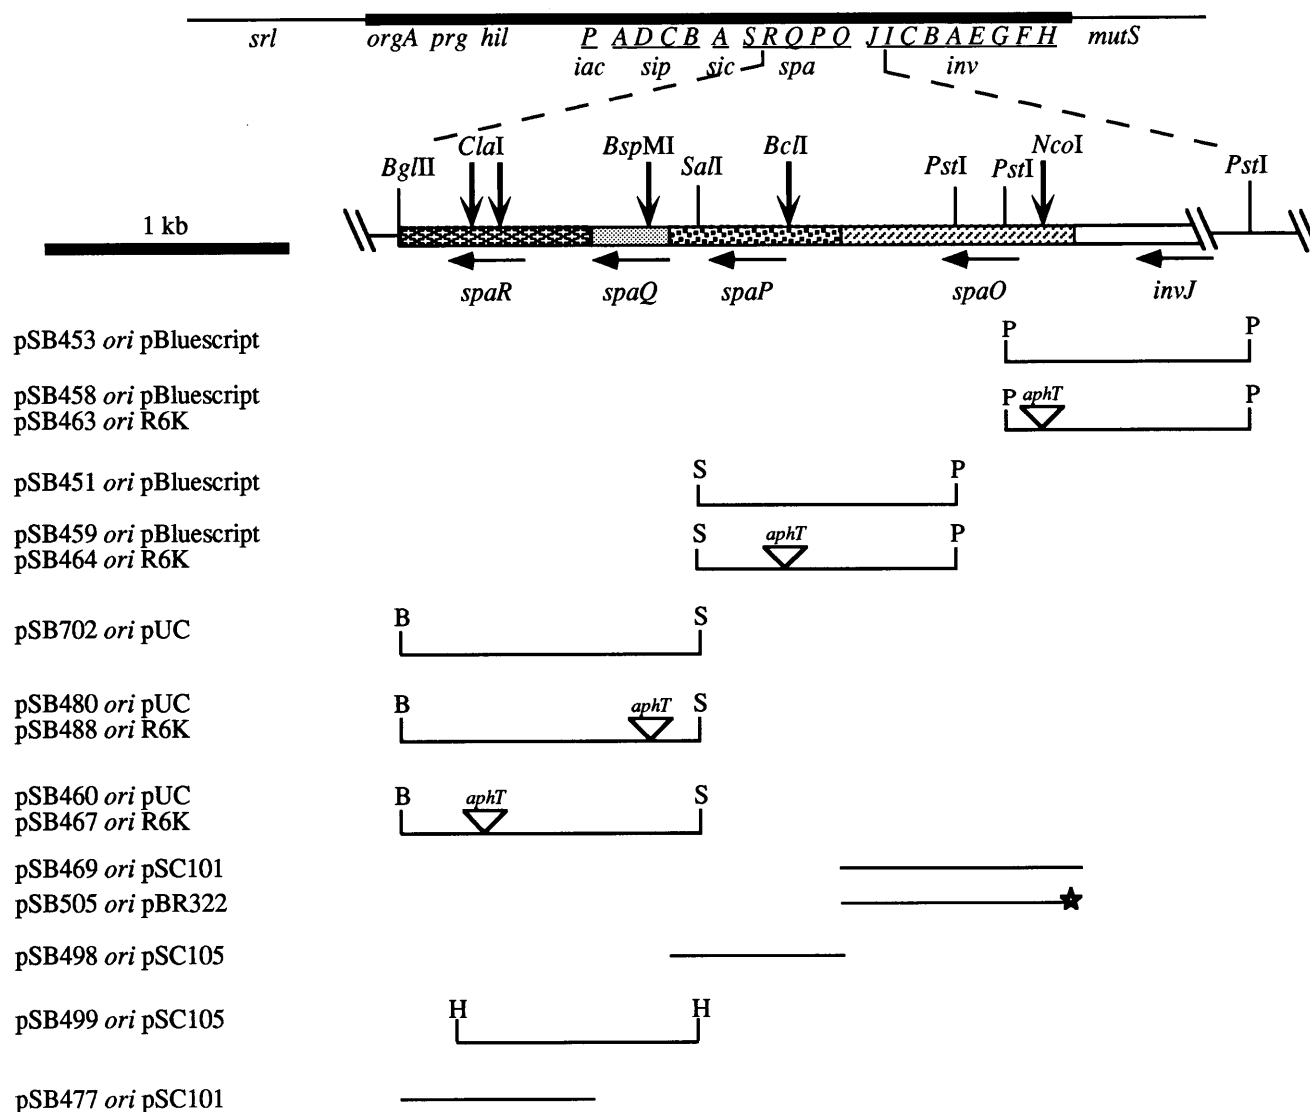 srl orgA prg hil P A D C B A S R Q P O J I C B A E G F H mutS
iac sip sic spa inv
BglII ClaI BspMI SalI BclI PstI PstI NcoI PstI
1 kb
spaR spaQ spaP spaO invJ
pSB453 ori pBluescript P P
pSB458 ori pBluescript P aphT P
pSB463 ori R6K
pSB451 ori pBluescript S P
pSB459 ori pBluescript S aphT P
pSB464 ori R6K
pSB702 ori pUC B S
pSB480 ori pUC B aphT S
pSB488 ori R6K
pSB460 ori pUC B aphT S
pSB467 ori R6K
pSB469 ori pSC101
pSB505 ori pBR322
pSB498 ori pSC105
pSB499 ori pSC105 H H
pSB477 ori pSC101